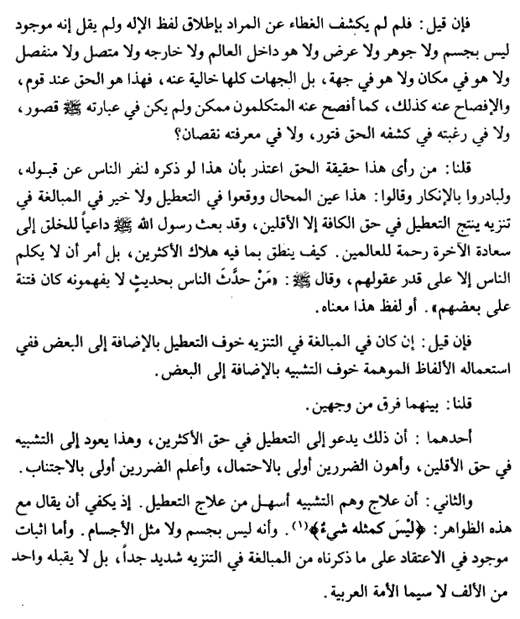 فإن قيل: فلم لم يكشف الغطاء عن المراد بإطلاق لفظ الإله ولم يقل إنه موجود
ليس بجسم ولا جوهر ولا عرض ولا هو داخل العالم ولا خارجه ولا متصل ولا منفصل
ولا هو في مكان ولا هو في جهة، بل الجهات كلها خالية عنه، فهذا هو الحق عند قوم،
والإفصاح عنه كذلك، كما أفصح عنه المتكلمون ممكن ولم يكن في عبارته ﷺ قصور،
ولا في رغبته في كشفه الحق فتور، ولا في معرفته نقصان؟
قلنا: من رأى هذا حقيقة الحق اعتذر بأن هذا لو ذكره لنفر الناس عن قبوله،
ولبادروا بالإنكار وقالوا: هذا عين المحال ووقعوا في التعطيل ولا خير في المبالغة في
تنزيه ينتج التعطيل في حق الكافة إلا الأقلين، وقد بعث رسول الله ﷺ داعياً للخلق إلى
سعادة الآخرة رحمة للعالمين. كيف ينطق بما فيه هلاك الأكثرين، بل أمر أن لا يكلم
الناس إلا على قدر عقولهم، وقال ﷺ: «مَنْ حدَّثَ الناس بحديثٍ لا يفهمونه كان فتنة
على بعضهم». أو لفظ هذا معناه.
فإن قيل: إن كان في المبالغة في التنزيه خوف التعطيل بالإضافة إلى البعض ففي
استعماله الألفاظ الموهمة خوف التشبيه بالإضافة إلى البعض.
قلنا: بينهما فرق من وجهين.
أحدهما: أن ذلك يدعو إلى التعطيل في حق الأكثرين، وهذا يعود إلى التشبيه
في حق الأقلين، وأهون الضررين أولى بالاحتمال، وأعلم الضررين أولى بالاجتناب.
والثاني: أن علاج وهم التشبيه أسهل من علاج التعطيل. إذ يكفي أن يقال مع
هذه الظواهر: ﴿لَيْسَ كمثله شيءٌ﴾(١). وأنه ليس بجسم ولا مثل الأجسام. وأما اثبات
موجود في الاعتقاد على ما ذكرناه من المبالغة في التنزيه شديد جداً، بل لا يقبله واحد
من الألف لا سيما الأمة العربية.